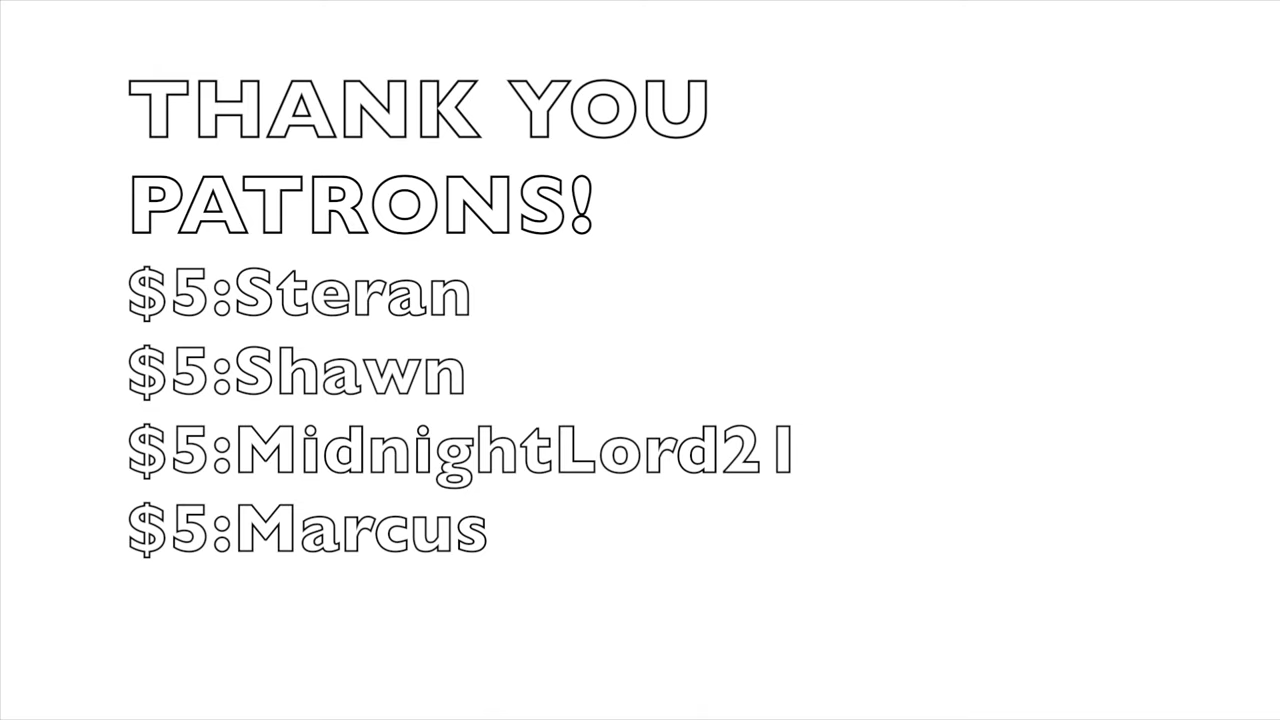 THANK YOU
PATRONS!
$5:Steran
$5:Shawn
$5:MidnightLord21
$5:Marcus